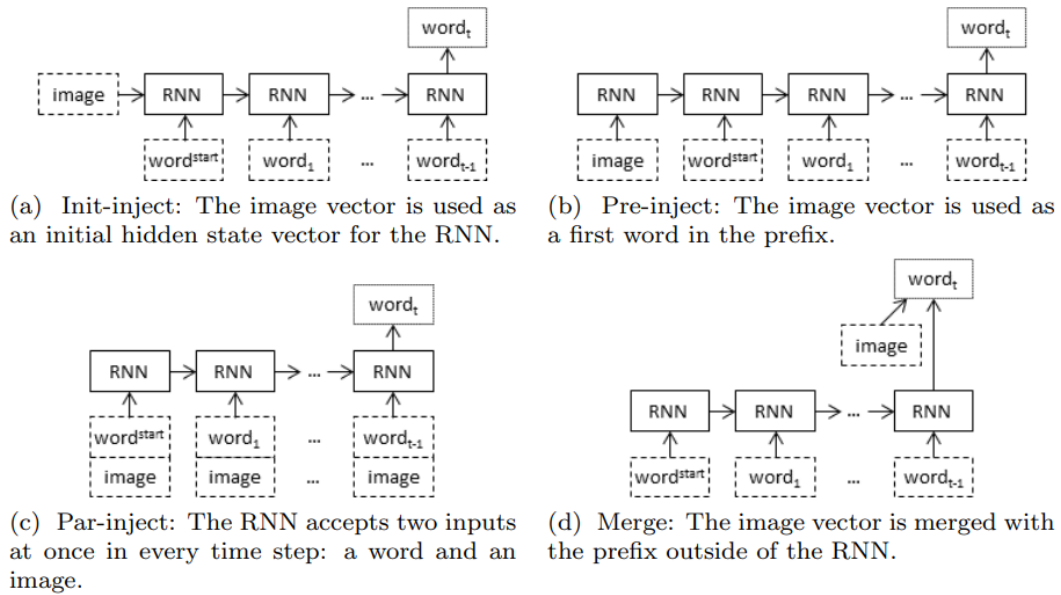 word_t
image RNN RNN ... RNN
word^start word_1 ... word_t-1
(a) Init-inject: The image vector is used as
an initial hidden state vector for the RNN.
word_t
RNN RNN RNN ... RNN
image word^start word_1 ... word_t-1
(b) Pre-inject: The image vector is used as
a first word in the prefix.
word_t
RNN RNN ... RNN
word^start word_1 ... word_t-1
image image ... image
(c) Par-inject: The RNN accepts two inputs
at once in every time step: a word and an
image.
word_t
image
RNN RNN ... RNN
word^start word_1 ... word_t-1
(d) Merge: The image vector is merged with
the prefix outside of the RNN.